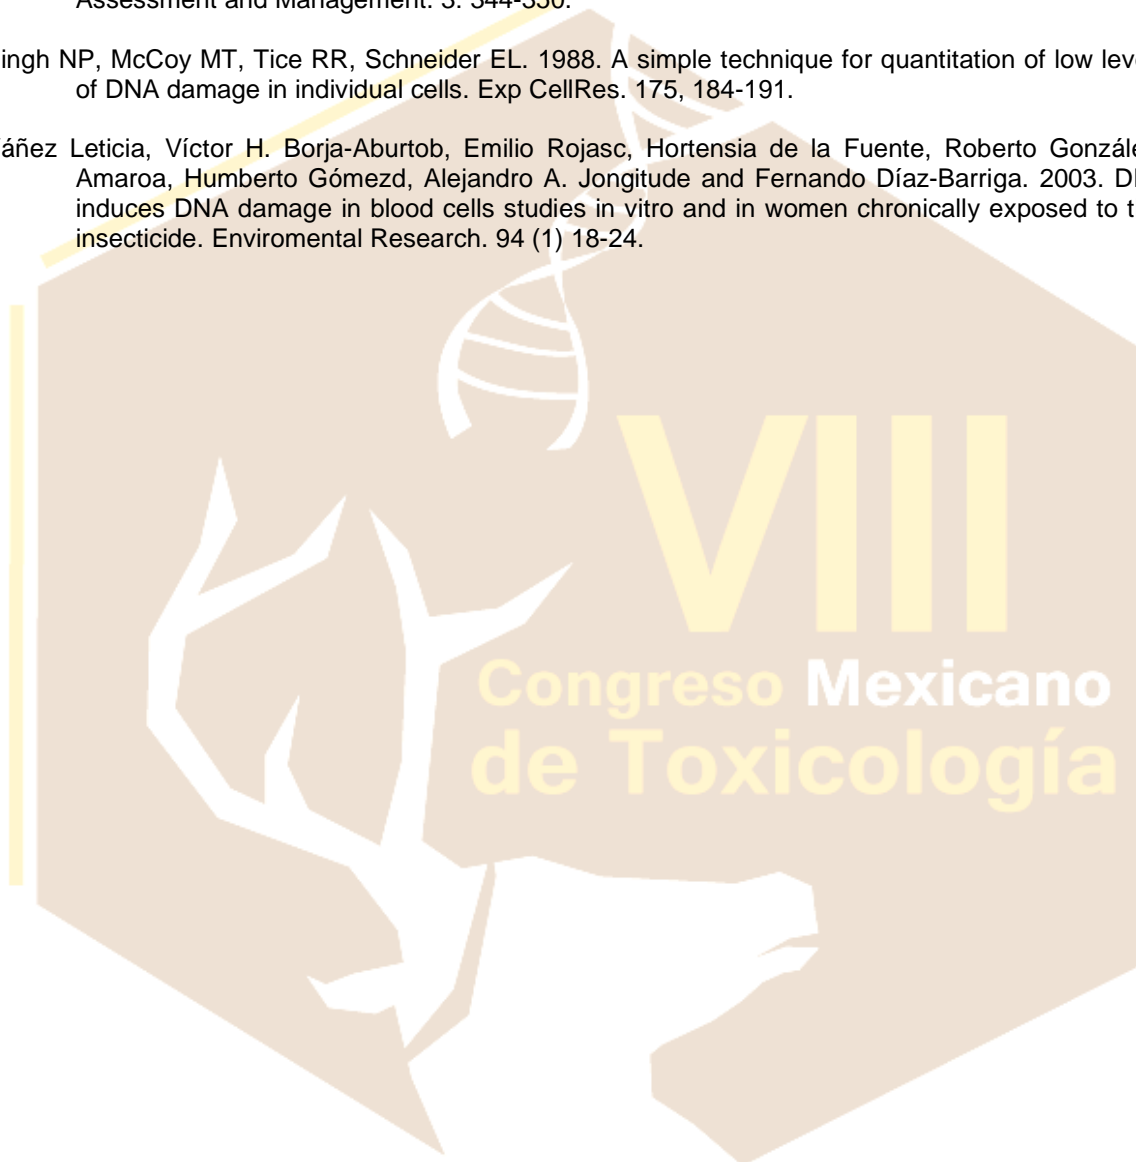 Assessment and Management. 3: 344-350.
ingh NP, McCoy MT, Tice RR, Schneider EL. 1988. A simple technique for quantitation of low leve
of DNA damage in individual cells. Exp CellRes. 175, 184-191.
áñez Leticia, Víctor H. Borja-Aburtob, Emilio Rojasc, Hortensia de la Fuente, Roberto Gonzále
Amaroa, Humberto Gómezd, Alejandro A. Jongitude and Fernando Díaz-Barriga. 2003. D
induces DNA damage in blood cells studies in vitro and in women chronically exposed to t
insecticide. Enviromental Research. 94 (1) 18-24.
VIII
Congreso Mexicano
de Toxicología